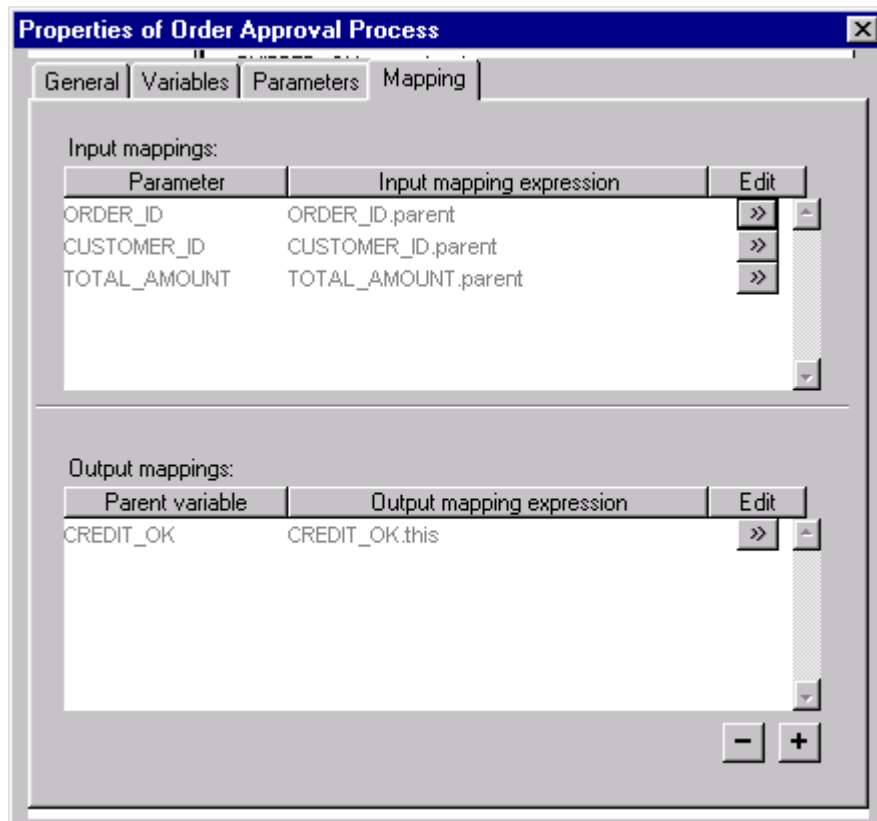 Properties of Order Approval Process
General Variables Parameters Mapping
Input mappings:
Parameter Input mapping expression Edit
ORDER_ID ORDER_ID.parent >>
CUSTOMER_ID CUSTOMER_ID.parent >>
TOTAL_AMOUNT TOTAL_AMOUNT.parent >>
Output mappings:
Parent variable Output mapping expression Edit
CREDIT_OK CREDIT_OK.this >>
- +